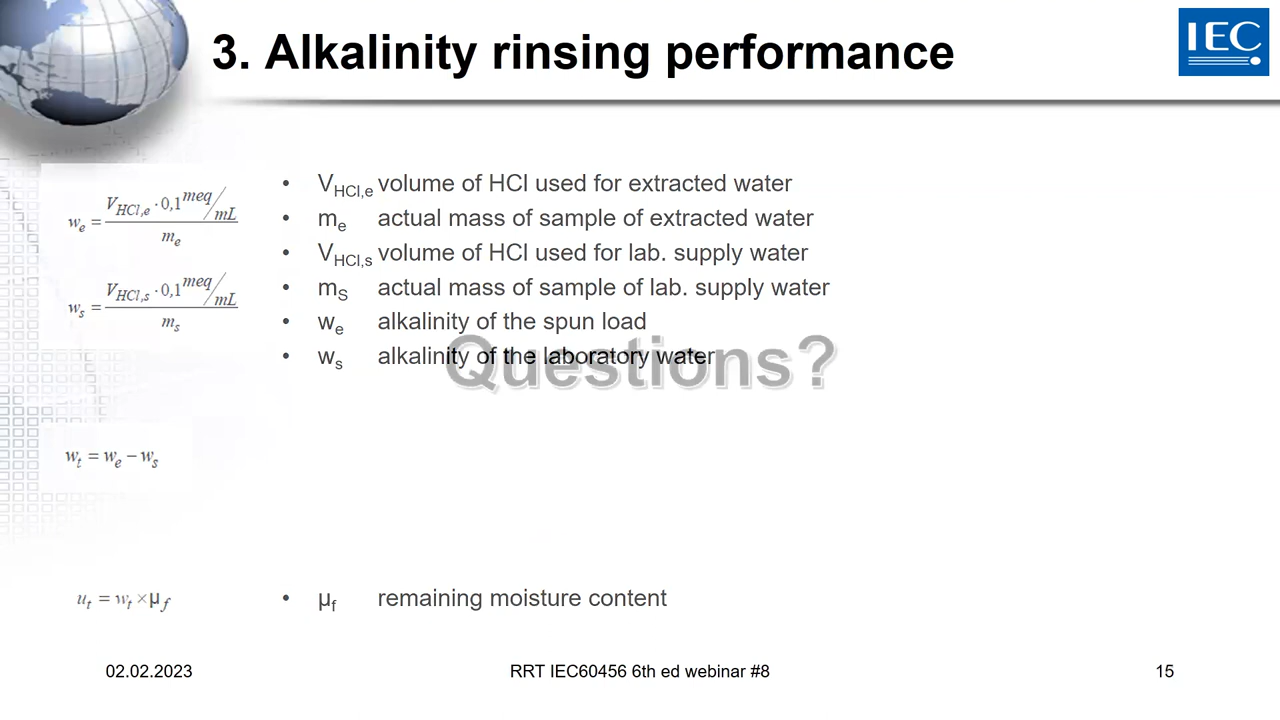 3. Alkalinity rinsing performance
IEC
w_e = V_HCl,e · 0,1 meq/mL / m_e
w_s = V_HCl,s · 0,1 meq/mL / m_s
w_t = w_e − w_s
u_t = w_t × µ_f
• V_HCl,e volume of HCl used for extracted water
• m_e actual mass of sample of extracted water
• V_HCl,s volume of HCl used for lab. supply water
• m_S actual mass of sample of lab. supply water
• w_e alkalinity of the spun load
• w_s alkalinity of the laboratory water
Questions?
• µ_f remaining moisture content
02.02.2023
RRT IEC60456 6th ed webinar #8
15